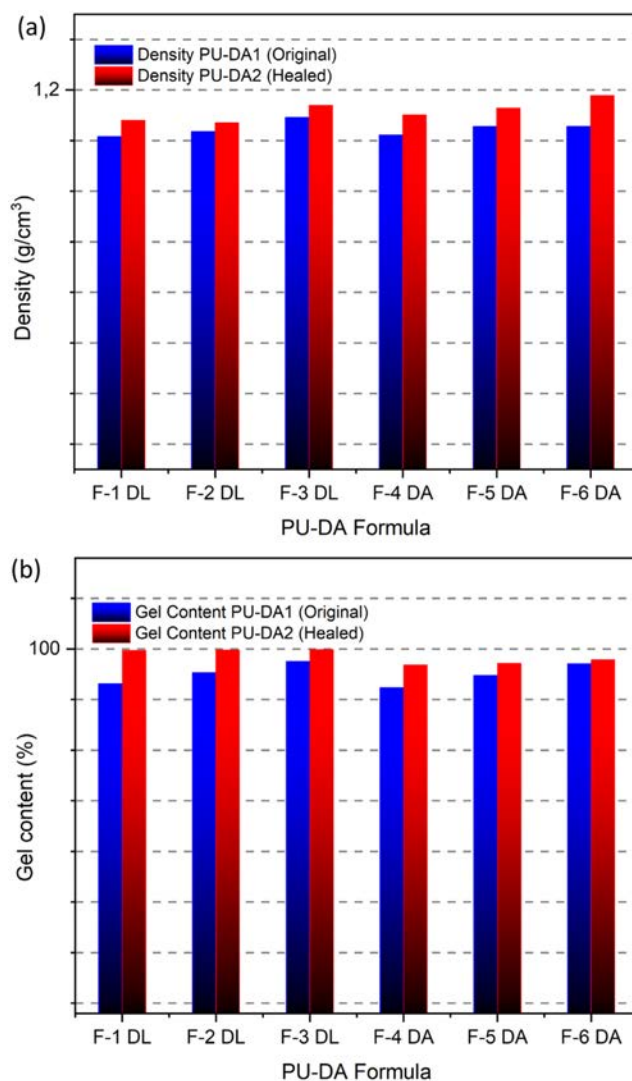 (a)
Density PU-DA1 (Original)
Density PU-DA2 (Healed)
1,2
Density (g/cm³)
F-1 DL F-2 DL F-3 DL F-4 DA F-5 DA F-6 DA
PU-DA Formula
(b)
Gel Content PU-DA1 (Original)
Gel Content PU-DA2 (Healed)
100
Gel content (%)
F-1 DL F-2 DL F-3 DL F-4 DA F-5 DA F-6 DA
PU-DA Formula